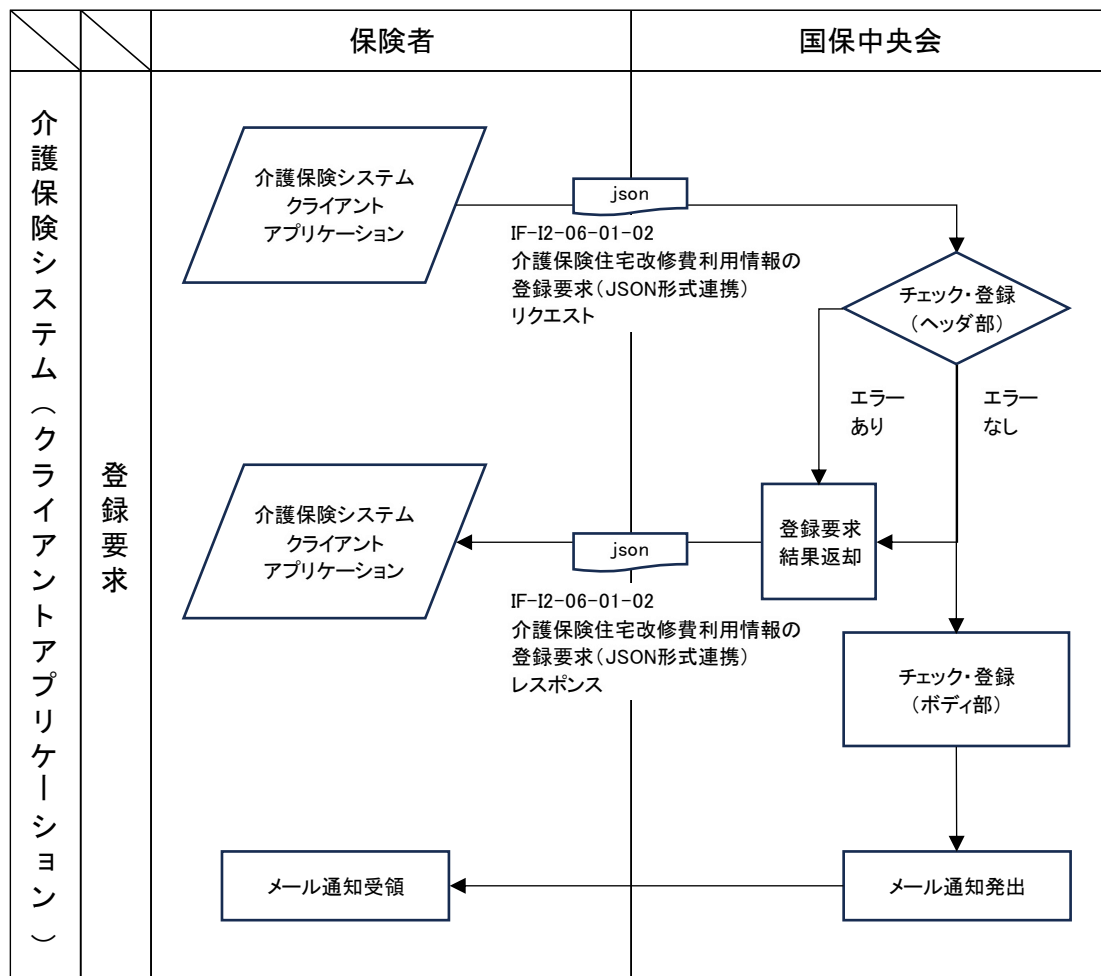 保険者
国保中央会
介護保険システム（クライアントアプリケーション）
登録要求
介護保険システム
クライアント
アプリケーション
json
IF-I2-06-01-02
介護保険住宅改修費利用情報の
登録要求（JSON形式連携）
リクエスト
チェック・登録
（ヘッダ部）
エラー
あり
エラー
なし
介護保険システム
クライアント
アプリケーション
json
登録要求
結果返却
IF-I2-06-01-02
介護保険住宅改修費利用情報の
登録要求（JSON形式連携）
レスポンス
チェック・登録
（ボディ部）
メール通知受領
メール通知発出